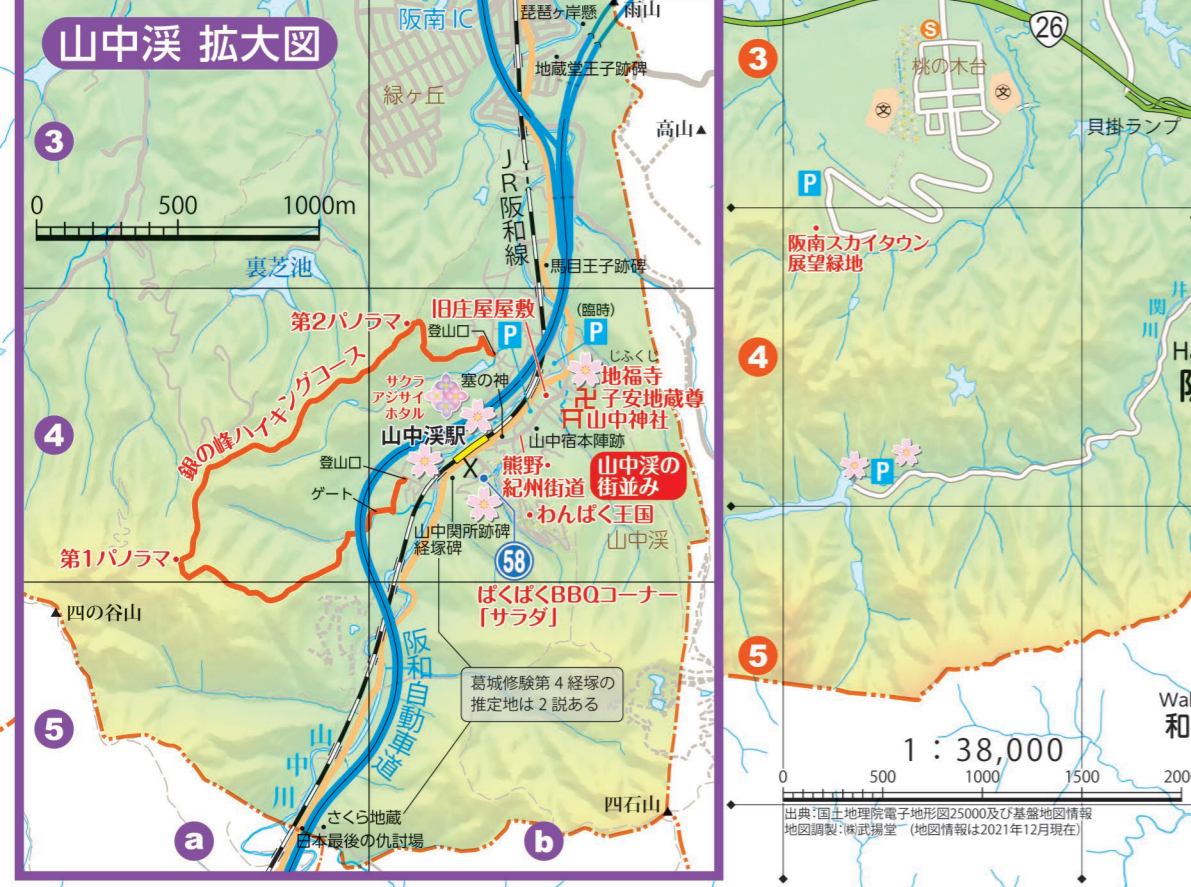 山中渓 拡大図
阪南 IC
琵琶ヶ岸懸
雨山
地蔵堂王子跡碑
緑ヶ丘
高山
3
0 500 1000m
JR阪和線
裏芝池
馬目王子跡碑
第2パノラマ
登山口
旧庄屋屋敷
P
(臨時)
P
じふくじ
地福寺
子安地蔵尊
山中神社
銀の峰ハイキングコース
サクラ
アジサイ
ホタル
塞の神
4
山中渓駅
山中宿本陣跡
登山口
ゲート
熊野・
紀州街道
山中渓の
街並み
わんぱく王国
山中関所跡碑
経塚碑
山中渓
58
第1パノラマ
ぱくぱくBBQコーナー
「サラダ」
四の谷山
阪和自動車道
葛城修験第4経塚の
推定地は2説ある
5
山中川
四石山
さくら地蔵
日本最後の仇討場
a
b
26
S
3
桃の木台
文
文
貝掛ランプ
P
阪南スカイタウン
展望緑地
井関川
4
P
5
1:38,000
0 500 1000 1500
出典:国土地理院電子地形図25000及び基盤地図情報
地図調製:㈱武揚堂 (地図情報は2021年12月現在)